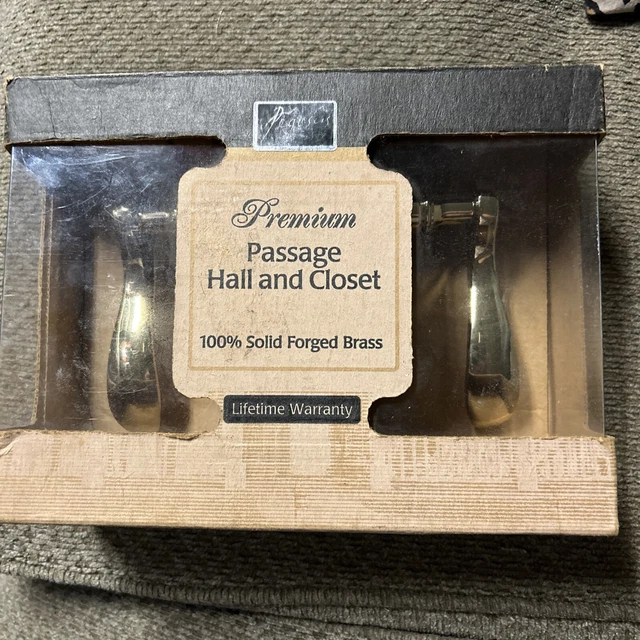 Premium
Passage
Hall and Closet
100% Solid Forged Brass
Lifetime Warranty